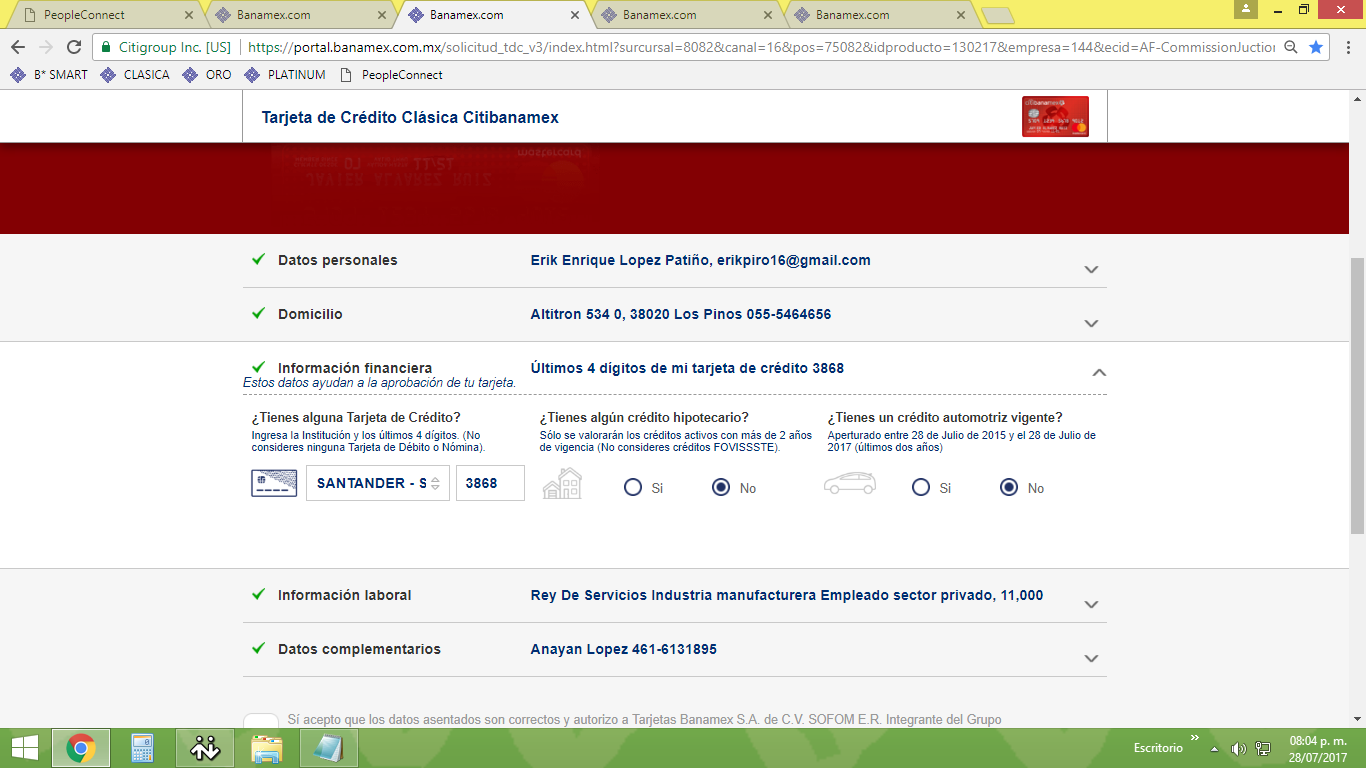 PeopleConnect
Banamex.com
Banamex.com
Banamex.com
Banamex.com
Citigroup Inc. [US]
https://portal.banamex.com.mx/solicitud_tdc_v3/index.html?surcursal=8082&canal=16&pos=75082&idproducto=130217&empresa=144&ecid=AF-CommissionJuctior
B* SMART
CLASICA
ORO
PLATINUM
PeopleConnect
Tarjeta de Crédito Clásica Citibanamex
Datos personales
Erik Enrique Lopez Patiño, erikpiro16@gmail.com
Domicilio
Altitron 534 0, 38020 Los Pinos 055-5464656
Información financiera
Últimos 4 dígitos de mi tarjeta de crédito 3868
Estos datos ayudan a la aprobación de tu tarjeta.
¿Tienes alguna Tarjeta de Crédito?
Ingresa la Institución y los últimos 4 dígitos. (No
consideres ninguna Tarjeta de Débito o Nómina).
SANTANDER - S
3868
¿Tienes algún crédito hipotecario?
Sólo se valorarán los créditos activos con más de 2 años
de vigencia (No consideres créditos FOVISSSTE).
Si
No
¿Tienes un crédito automotriz vigente?
Aperturado entre 28 de Julio de 2015 y el 28 de Julio de
2017 (últimos dos años)
Si
No
Información laboral
Rey De Servicios Industria manufacturera Empleado sector privado, 11,000
Datos complementarios
Anayan Lopez 461-6131895
Sí acepto que los datos asentados son correctos y autorizo a Tarjetas Banamex S.A. de C.V. SOFOM E.R. Integrante del Grupo
Escritorio
08:04 p. m.
28/07/2017